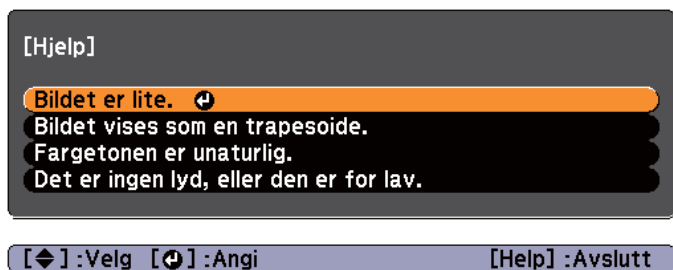 [Hjelp]
Bildet er lite.
Bildet vises som en trapesoide.
Fargetonen er unaturlig.
Det er ingen lyd, eller den er for lav.
[◆] :Velg [⏎] :Angi [Help] :Avslutt